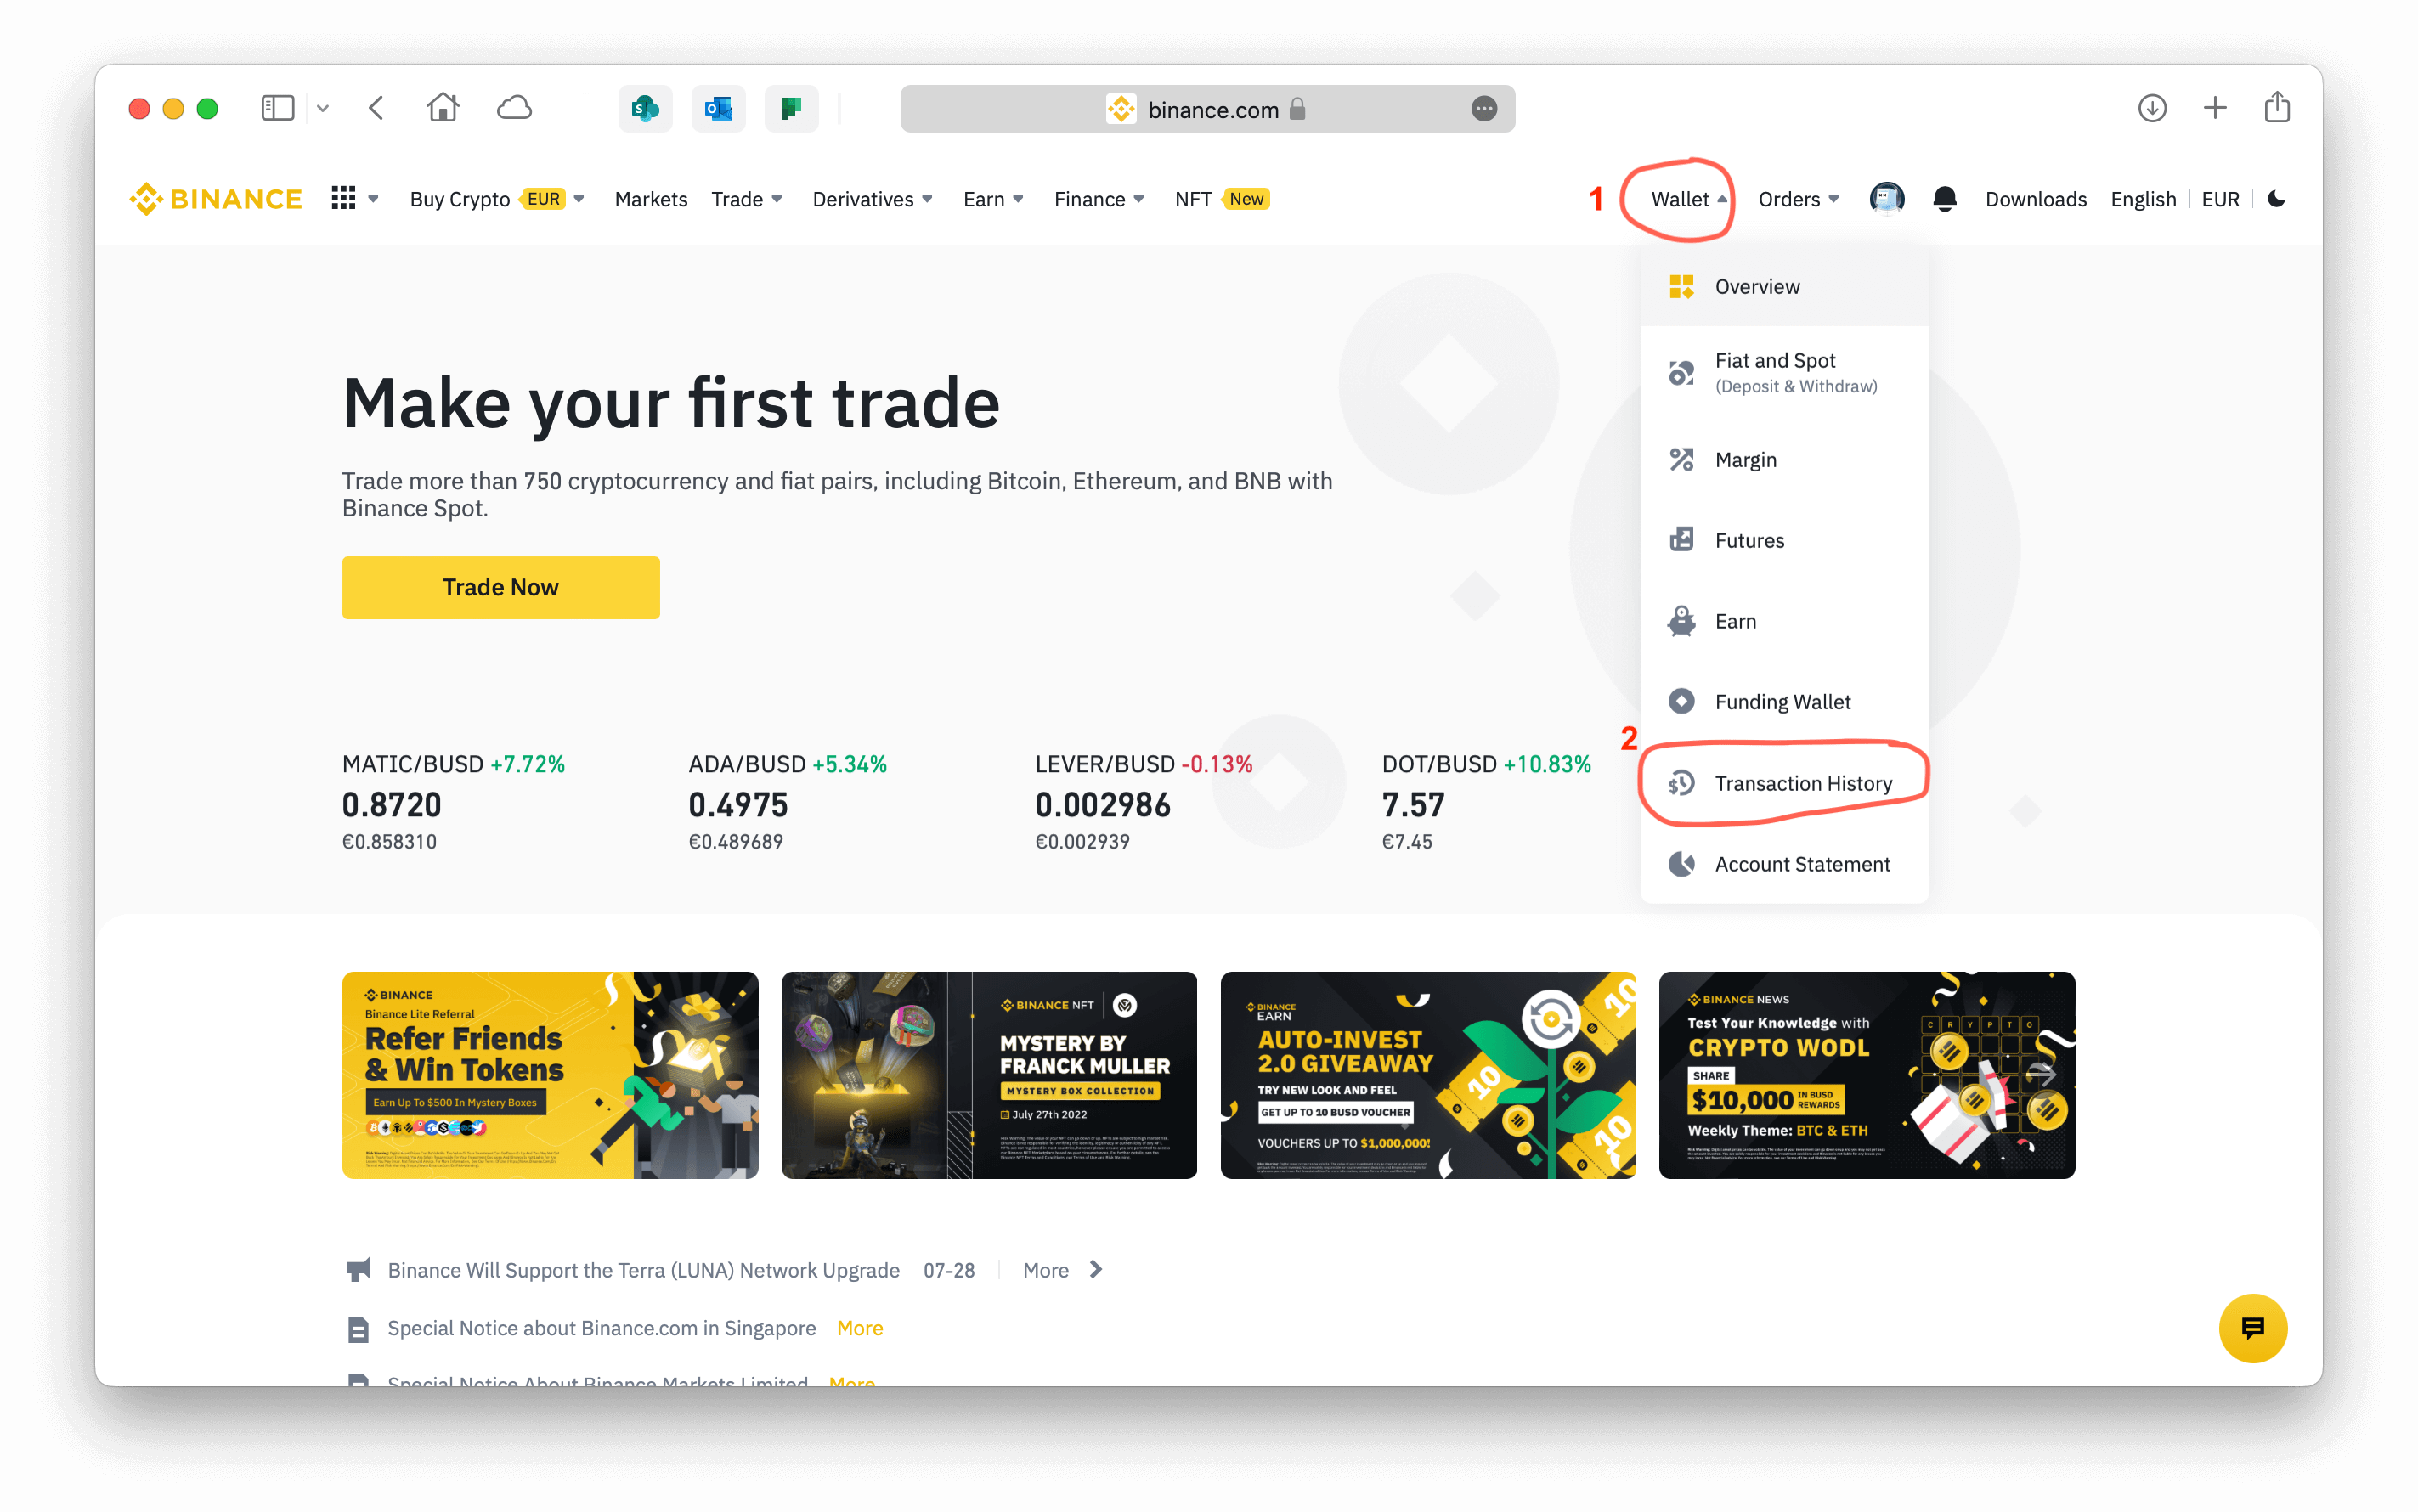 binance.com
BINANCE
Buy Crypto EUR
Markets
Trade
Derivatives
Earn
Finance
NFT New
1
Wallet
Orders
Downloads
English
EUR
Overview
Fiat and Spot
(Deposit & Withdraw)
Margin
Futures
Earn
Funding Wallet
2
Transaction History
Account Statement
Make your first trade
Trade more than 750 cryptocurrency and fiat pairs, including Bitcoin, Ethereum, and BNB with
Binance Spot.
Trade Now
MATIC/BUSD +7.72%
0.8720
€0.858310
ADA/BUSD +5.34%
0.4975
€0.489689
LEVER/BUSD -0.13%
0.002986
€0.002939
DOT/BUSD +10.83%
7.57
€7.45
BINANCE
Binance Lite Referral
Refer Friends
& Win Tokens
Earn Up To $500 In Mystery Boxes
BINANCE NFT
MYSTERY BY
FRANCK MULLER
MYSTERY BOX COLLECTION
July 27th 2022
BINANCE
EARN
AUTO-INVEST
2.0 GIVEAWAY
TRY NEW LOOK AND FEEL
GET UP TO 10 BUSD VOUCHER
VOUCHERS UP TO $1,000,000!
10
10
10
BINANCE NEWS
Test Your Knowledge with
CRYPTO WODL
SHARE
$10,000 IN BUSD
REWARDS
Weekly Theme: BTC & ETH
CRYPTO
Binance Will Support the Terra (LUNA) Network Upgrade 07-28 More
Special Notice about Binance.com in Singapore More
Special Notice About Binance Markets Limited More